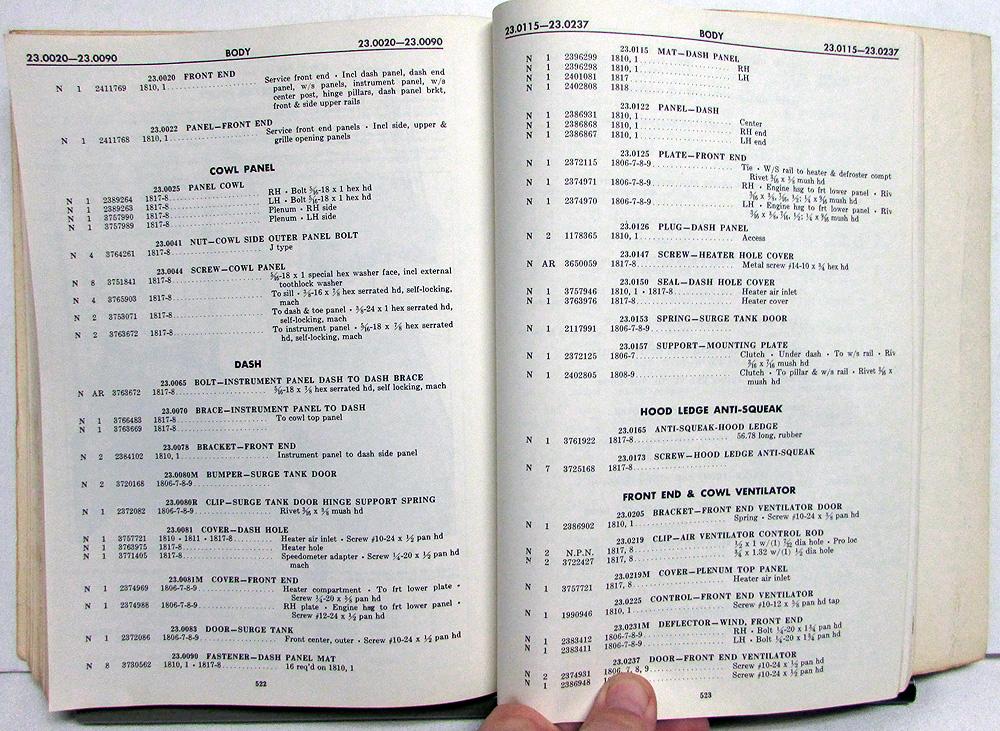 23.0020—23.0090 BODY 23.0020—23.0090
23.0020 FRONT END
N 1 2411769 1810, 1 Service front end • Incl dash panel, dash end
panel, w/s panels, instrument panel, w/s
center post, hinge pillars, dash panel brkt,
front & side upper rails
23.0022 PANEL—FRONT END
N 1 2411768 1810, 1 Service front end panels • Incl side, upper &
grille opening panels
COWL PANEL
23.0025 PANEL COWL
N 1 2389264 1817-8 RH • Bolt 5/16-18 x 1 hex hd
N 1 2389263 1817-8 LH • Bolt 5/16-18 x 1 hex hd
N 1 3757990 1817-8 Plenum • RH side
N 1 3757989 1817-8 Plenum • LH side
23.0041 NUT—COWL SIDE OUTER PANEL BOLT
N 4 3764261 1817-8 J type
23.0044 SCREW—COWL PANEL
N 8 3751841 1817-8 5/16-18 x 1 special hex washer face, incl external
toothlock washer
N 4 3765903 1817-8 To sill • 3/8-16 x 7/8 hex serrated hd, self-locking,
mach
N 2 3753071 1817-8 To dash & toe panel • 3/8-24 x 1 hex serrated hd,
self-locking, mach
N 2 3763672 1817-8 To instrument panel • 5/16-18 x 7/8 hex serrated
hd, self-locking, mach
DASH
23.0065 BOLT—INSTRUMENT PANEL DASH TO DASH BRACE
N AR 3763672 1817-8 5/16-18 x 7/8 hex serrated hd, self locking, mach
23.0070 BRACE—INSTRUMENT PANEL TO DASH
N 1 3766483 1817-8 To cowl top panel
N 1 3763669 1817-8
23.0078 BRACKET—FRONT END
N 2 2384102 1810, 1 Instrument panel to dash side panel
23.0080M BUMPER—SURGE TANK DOOR
N 2 3720168 1806-7-8-9
23.0080R CLIP—SURGE TANK DOOR HINGE SUPPORT SPRING
N 1 2372082 1806-7-8-9 Rivet 3/16 x 3/8 mush hd
23.0081 COVER—DASH HOLE
N 1 3757721 1810 • 1811 • 1817-8 Heater air inlet • Screw #10-24 x 1/2 pan hd
N 1 3763975 1817-8 Heater hole
N 1 3771405 1817-8 Speedometer adapter • Screw 1/4-20 x 1/2 pan hd
mach
23.0081M COVER—FRONT END
N 1 2374969 1806-7-8-9 Heater compartment • To frt lower plate •
Screw 1/4-20 x 5/8 pan hd
N 1 2374988 1806-7-8-9 RH plate • Engine hsg to frt lower panel •
Screw #12-24 x 1/2 pan hd
23.0083 DOOR—SURGE TANK
N 1 2372086 1806-7-8-9 Front center, outer • Screw #10-24 x 1/2 pan hd
23.0090 FASTENER—DASH PANEL MAT
N 8 3730562 1810, 1 • 1817-8 16 req'd on 1810, 1
522
23.0115—23.0237 BODY 23.0115—23.0237
23.0115 MAT—DASH PANEL
N 1 2396299 1810, 1 RH
N 1 2396298 1810, 1 LH
N 1 2401081 1817
N 1 2402808 1818
23.0122 PANEL—DASH
N 1 2386931 1810, 1 Center
N 1 2386868 1810, 1 RH end
N 1 2386867 1810, 1 LH end
23.0125 PLATE—FRONT END
N 1 2372115 1806-7-8-9 Tie • W/S rail to heater & defroster compt
Rivet 3/16 x 3/8 mush hd
N 1 2374971 1806-7-8-9 RH • Engine hsg to frt lower panel • Riv
mush hd
N 1 2374970 1806-7-8-9 LH • Engine hsg to frt lower panel • Riv
mush hd
23.0126 PLUG—DASH PANEL
N 2 1178365 1810, 1 Access
23.0147 SCREW—HEATER HOLE COVER
N AR 3650059 1817-8 Metal screw #14-10 x 3/4 hex hd
23.0150 SEAL—DASH HOLE COVER
N 1 3757946 1810, 1 • 1817-8 Heater air inlet
N 1 3763976 1817-8 Heater cover
23.0153 SPRING—SURGE TANK DOOR
N 1 2117991 1806-7-8-9
23.0157 SUPPORT—MOUNTING PLATE
N 1 2372125 1806-7 Clutch • Under dash • To w/s rail • Riv
3/16 x 3/8 mush hd
N 1 2402805 1808-9 Clutch • To pillar & w/s rail • Rivet 3/16 x
mush hd
HOOD LEDGE ANTI-SQUEAK
23.0165 ANTI-SQUEAK-HOOD LEDGE
N 1 3761922 1817-8 56.78 long, rubber
23.0173 SCREW—HOOD LEDGE ANTI-SQUEAK
N 7 3725168 1817-8
FRONT END & COWL VENTILATOR
23.0205 BRACKET—FRONT END VENTILATOR DOOR
N 1 2386902 1810, 1 Spring • Screw #10-24 x 3/8 pan hd
23.0219 CLIP—AIR VENTILATOR CONTROL ROD
N 2 N.P.N. 1817, 8 1/2 x 1 w/(1) dia hole • Pro loc
N 2 3722427 1817, 8 3/4 x 1.32 w/(1) 1/2 dia hole
23.0219M COVER—PLENUM TOP PANEL
N 1 3757721 1817, 8 Heater air inlet
23.0225 CONTROL—FRONT END VENTILATOR
N 1 1990946 1810, 1 Screw #10-12 x 5/8 pan hd tap
23.0231M DEFLECTOR—WIND, FRONT END
N 1 2383412 1806-7-8-9 RH • Bolt 1/4-20 x 1 3/4 pan hd
N 1 2383411 1806-7-8-9 LH • Bolt 1/4-20 x 1 3/4 pan hd
23.0237 DOOR—FRONT END VENTILATOR
N 2 2374931 1806, 7, 8, 9 Screw #10-24 x 1/2 pan hd
N 1 2386948 Screw #10-24 x 1/2 pan hd
523